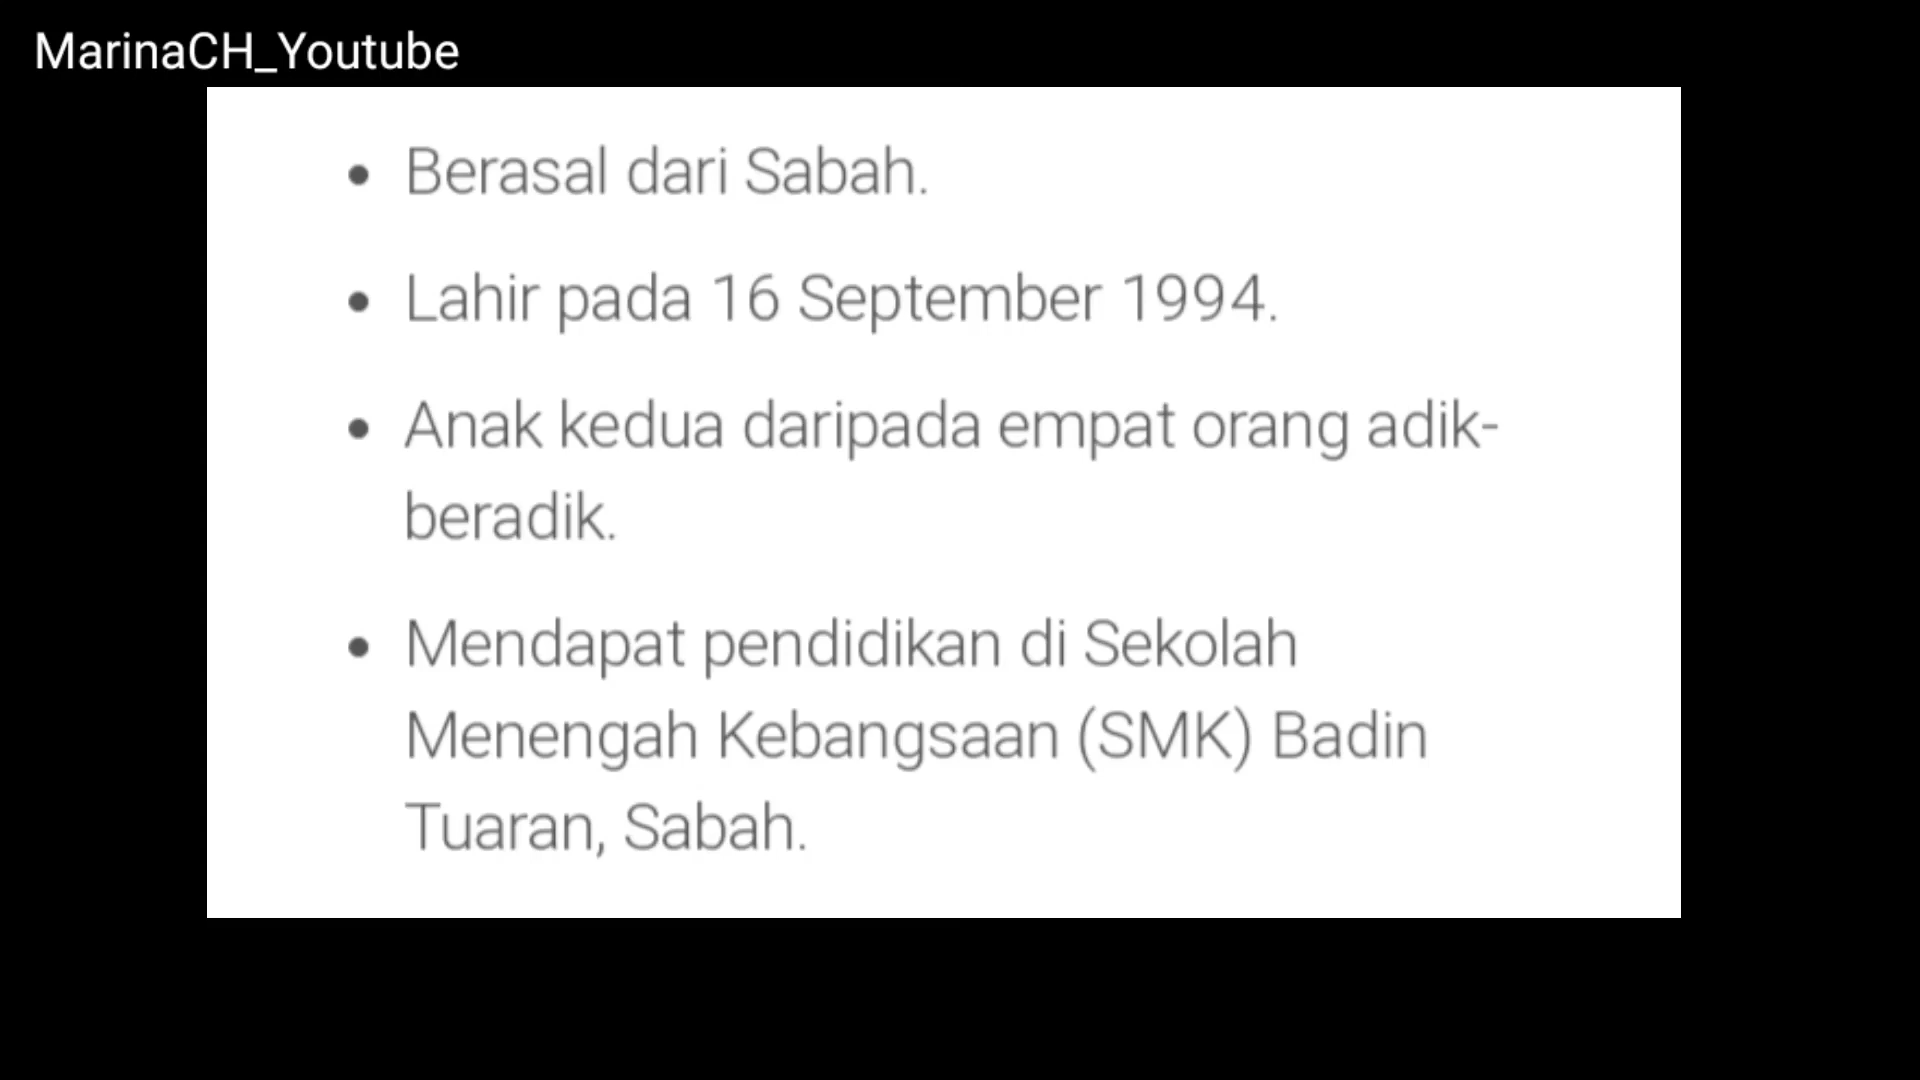 MarinaCH_Youtube
• Berasal dari Sabah.
• Lahir pada 16 September 1994.
• Anak kedua daripada empat orang adik-
beradik.
• Mendapat pendidikan di Sekolah
Menengah Kebangsaan (SMK) Badin
Tuaran, Sabah.